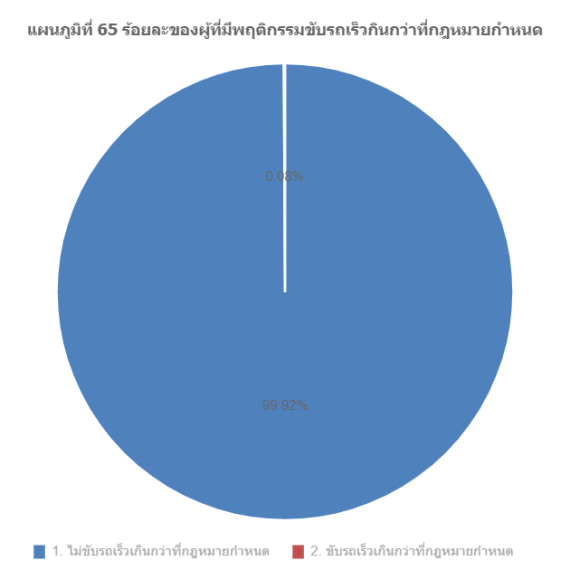 แผนภูมิที่ 65 ร้อยละของผู้ที่มีพฤติกรรมขับรถเร็วกินกว่าที่กฎหมายกำหนด
0.08%
99.92%
1. ไม่ขับรถเร็วเกินกว่าที่กฎหมายกำหนด 2. ขับรถเร็วเกินกว่าที่กฎหมายกำหนด